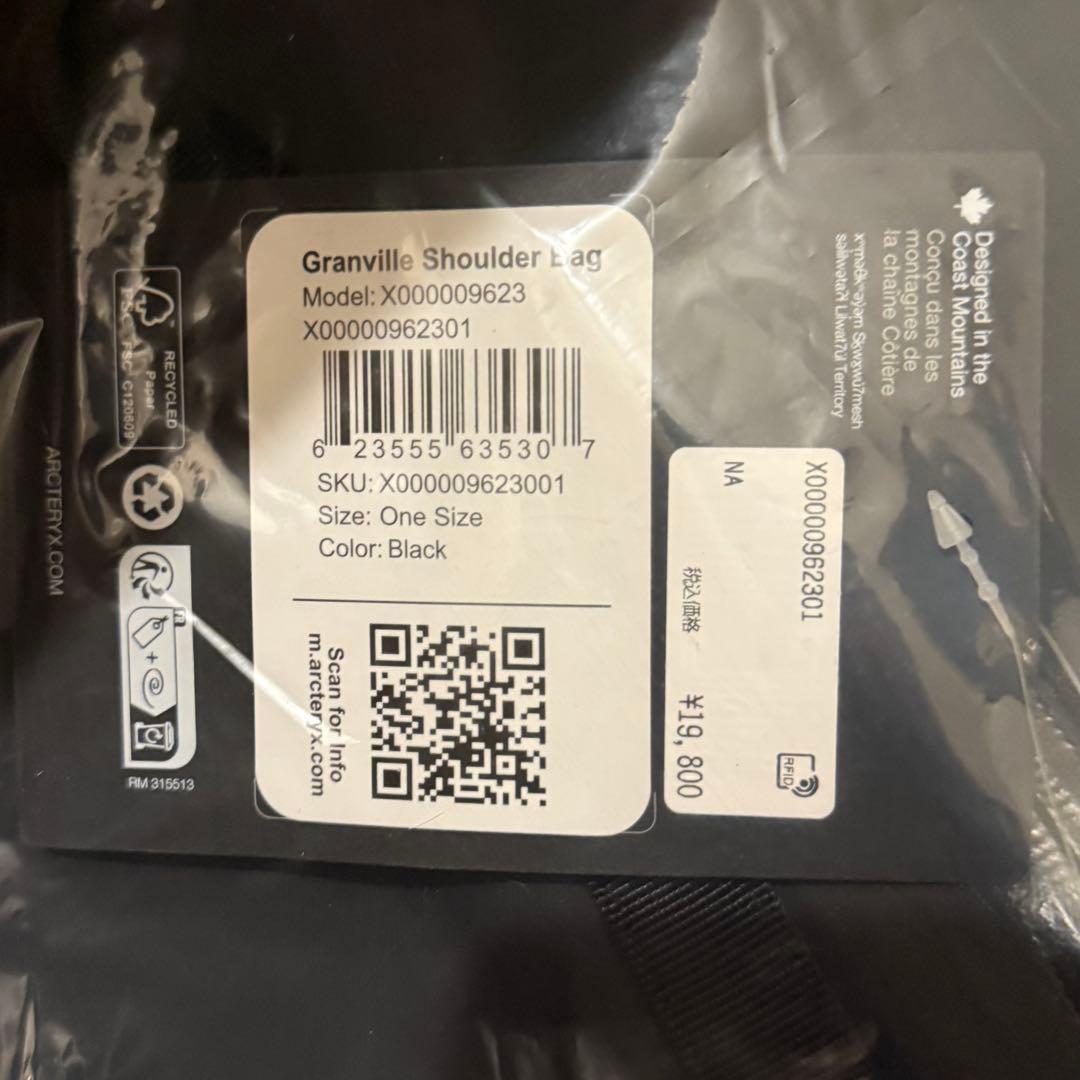 Granville Shoulder Bag
Model: X000009623
X00000962301
6 23555 63530 7
SKU: X000009623001
Size: One Size
Color: Black
Scan for Info
m.arcteryx.com
Designed in the
Coast Mountains
Conçu dans les
montagnes de
la chaîne Côtière
Territory
X00000962301
NA
税込価格 ¥19,800
RFID
RECYCLED
Paper
FSC® C120609
ARCTERYX.COM
RM 315513